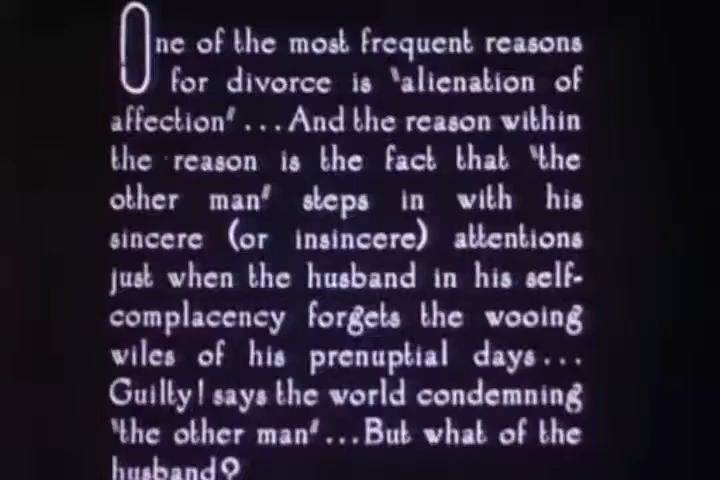 One of the most frequent reasons
for divorce is "alienation of
affection"...And the reason within
the reason is the fact that "the
other man" steps in with his
sincere (or insincere) attentions
just when the husband in his self-
complacency forgets the wooing
wiles of his prenuptial days...
Guilty! says the world condemning
"the other man"...But what of the
husband?